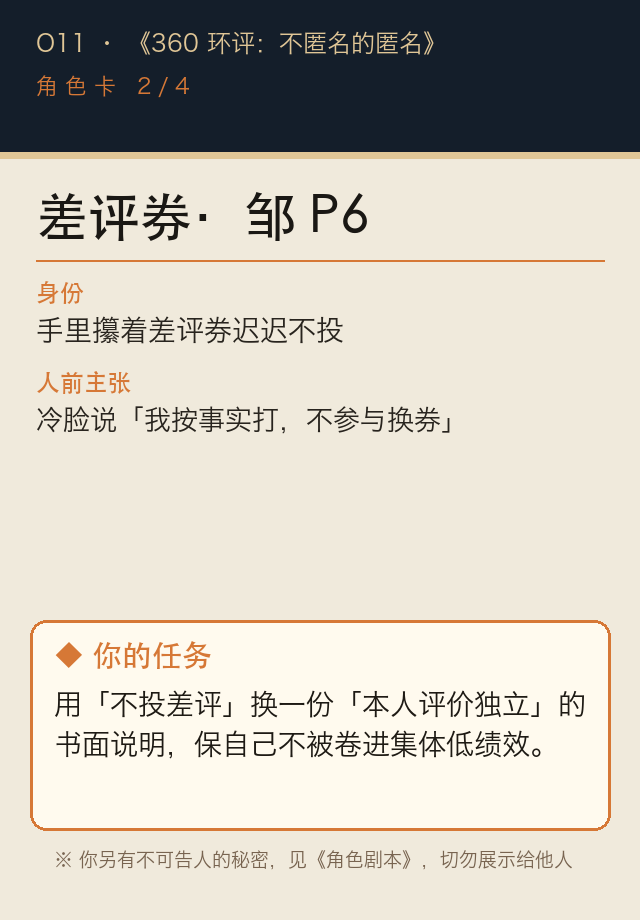 011 · 《360 环评：不匿名的匿名》
角色卡 2/4
差评券· 邹 P6
身份
手里攥着差评券迟迟不投
人前主张
冷脸说「我按事实打，不参与换券」
◆ 你的任务
用「不投差评」换一份「本人评价独立」的
书面说明，保自己不被卷进集体低绩效。
※ 你另有不可告人的秘密，见《角色剧本》，切勿展示给他人